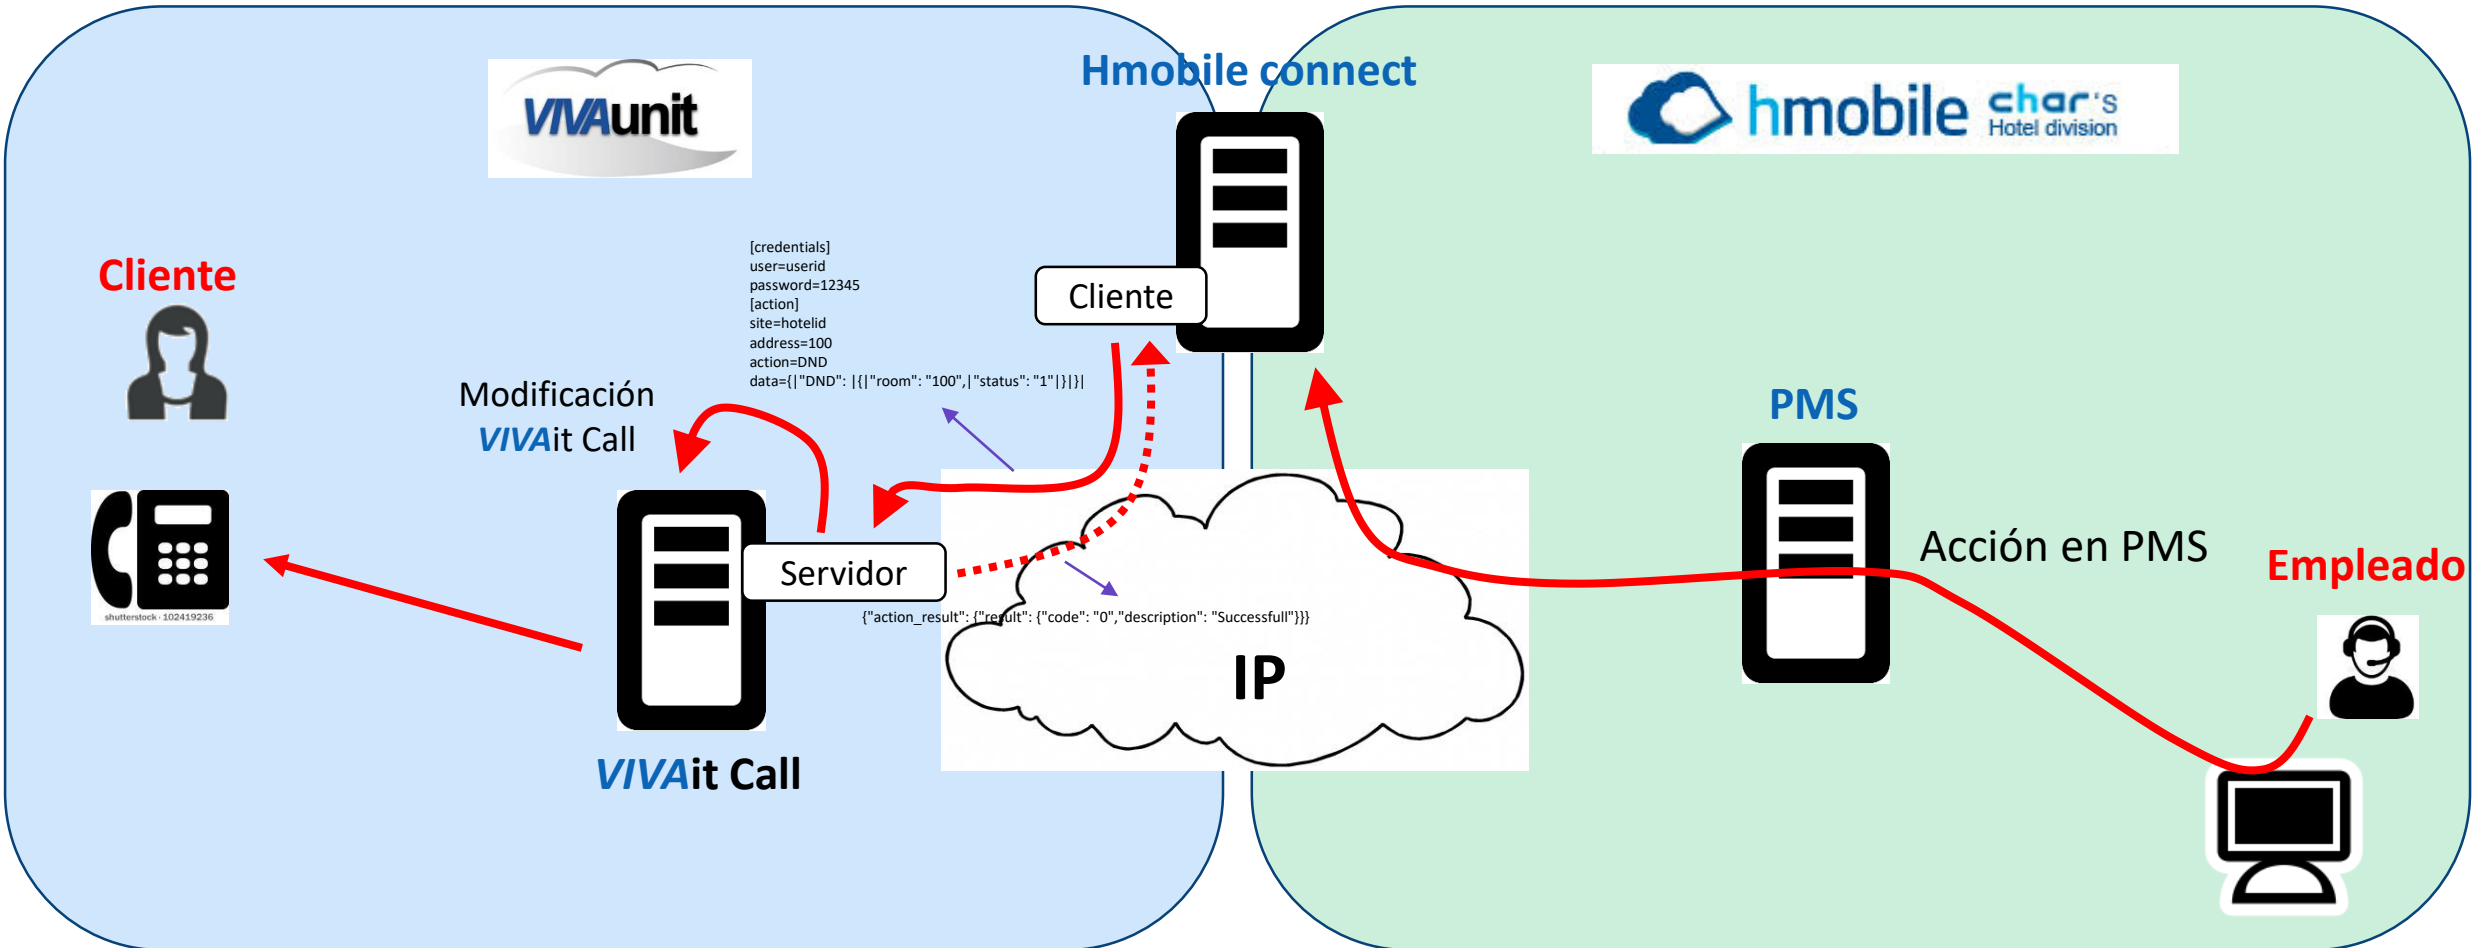 Hmobile connect
VIVAunit
hmobile char's
Hotel division
[credentials]
user=userid
password=12345
[action]
site=hotelid
address=100
action=DND
data={|"DND": |{|"room": "100",|"status": "1"|}|}|
Cliente
Cliente
Modificación
VIVAit Call
PMS
Servidor
Acción en PMS
Empleado
shutterstock · 102419236
{"action_result": {"result": {"code": "0","description": "Successfull"}}}
IP
VIVAit Call